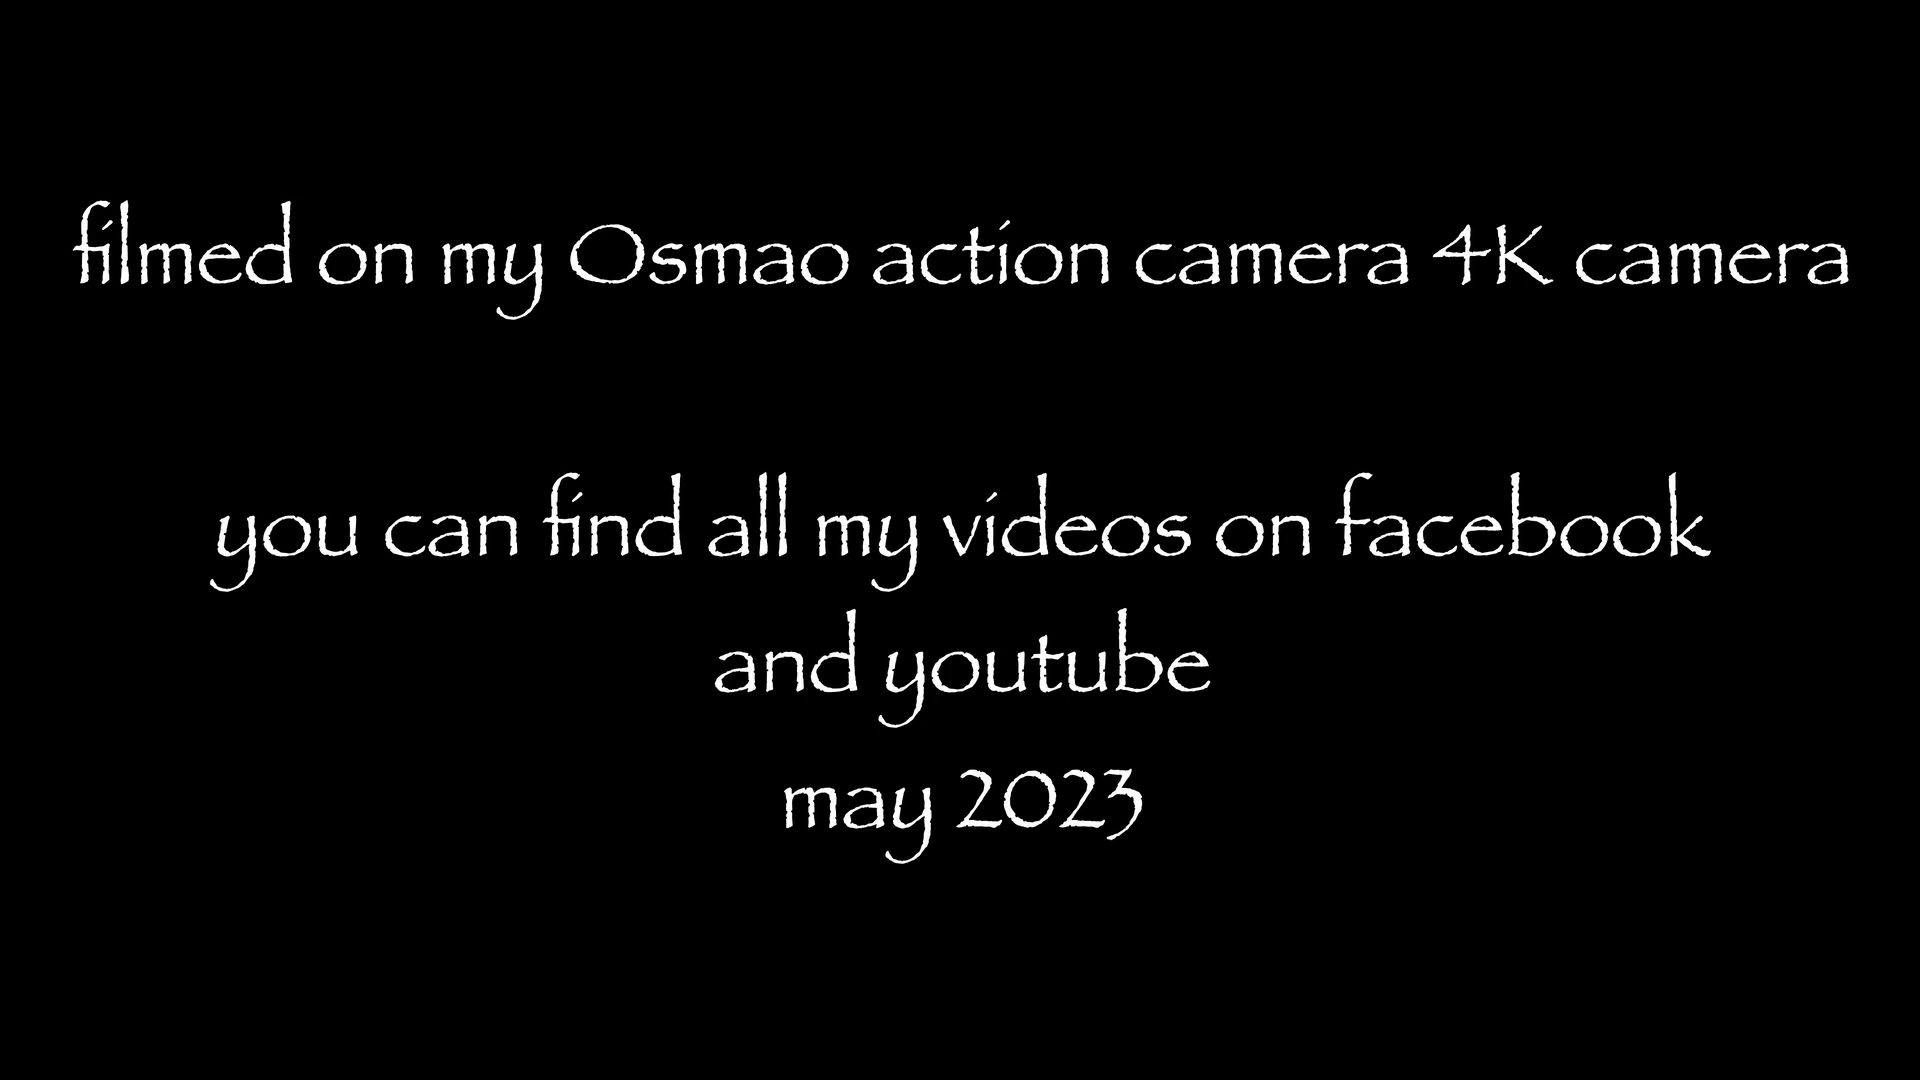 filmed on my Osmao action camera 4K camera
you can find all my videos on facebook
and youtube
may 2023